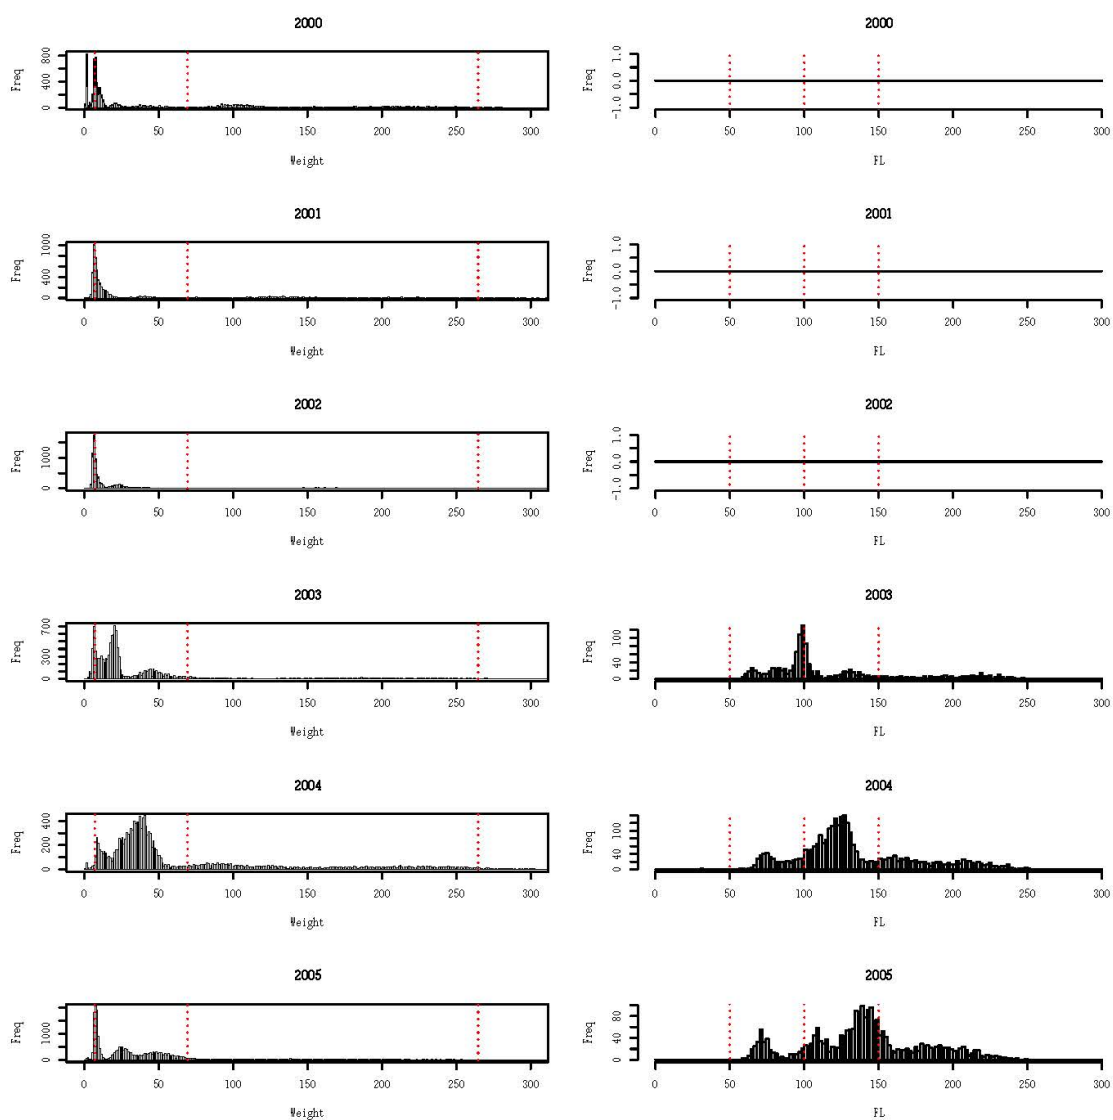 2000 2000
Freq 0 400 800 Freq -1.0 0.0 1.0
0 50 100 150 200 250 300 0 50 100 150 200 250 300
Weight FL
2001 2001
Freq 0 400 1000 Freq -1.0 0.0 1.0
0 50 100 150 200 250 300 0 50 100 150 200 250 300
Weight FL
2002 2002
Freq 0 1000 Freq -1.0 0.0 1.0
0 50 100 150 200 250 300 0 50 100 150 200 250 300
Weight FL
2003 2003
Freq 0 300 700 Freq 0 40 100
0 50 100 150 200 250 300 0 50 100 150 200 250 300
Weight FL
2004 2004
Freq 0 200 400 Freq 0 40 100
0 50 100 150 200 250 300 0 50 100 150 200 250 300
Weight FL
2005 2005
Freq 0 1000 Freq 0 40 80
0 50 100 150 200 250 300 0 50 100 150 200 250 300
Weight FL